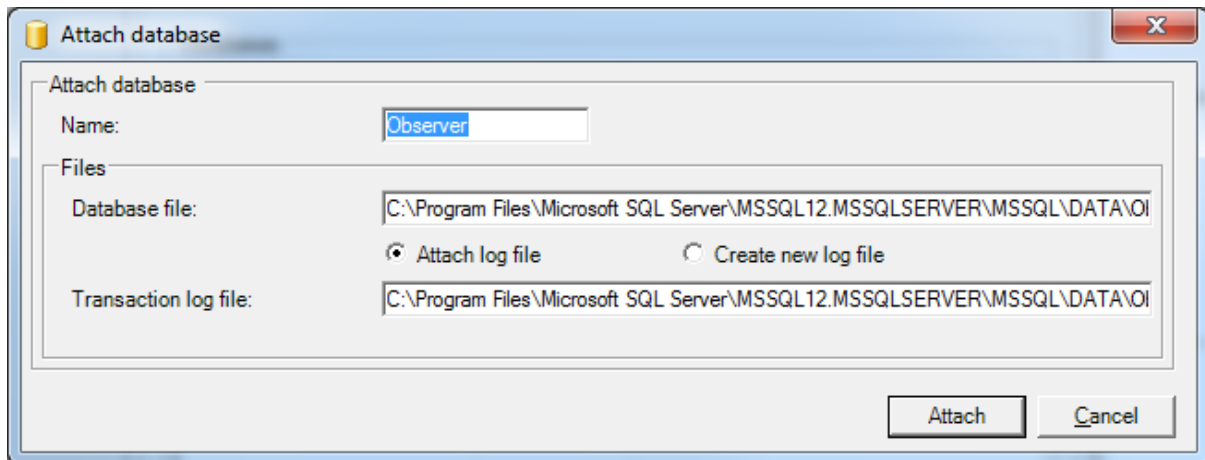 Attach database
Attach database
Name: Observer
Files
Database file: C:\Program Files\Microsoft SQL Server\MSSQL12.MSSQLSERVER\MSSQL\DATA\
Attach log file Create new log file
Transaction log file: C:\Program Files\Microsoft SQL Server\MSSQL12.MSSQLSERVER\MSSQL\DATA\
Attach Cancel